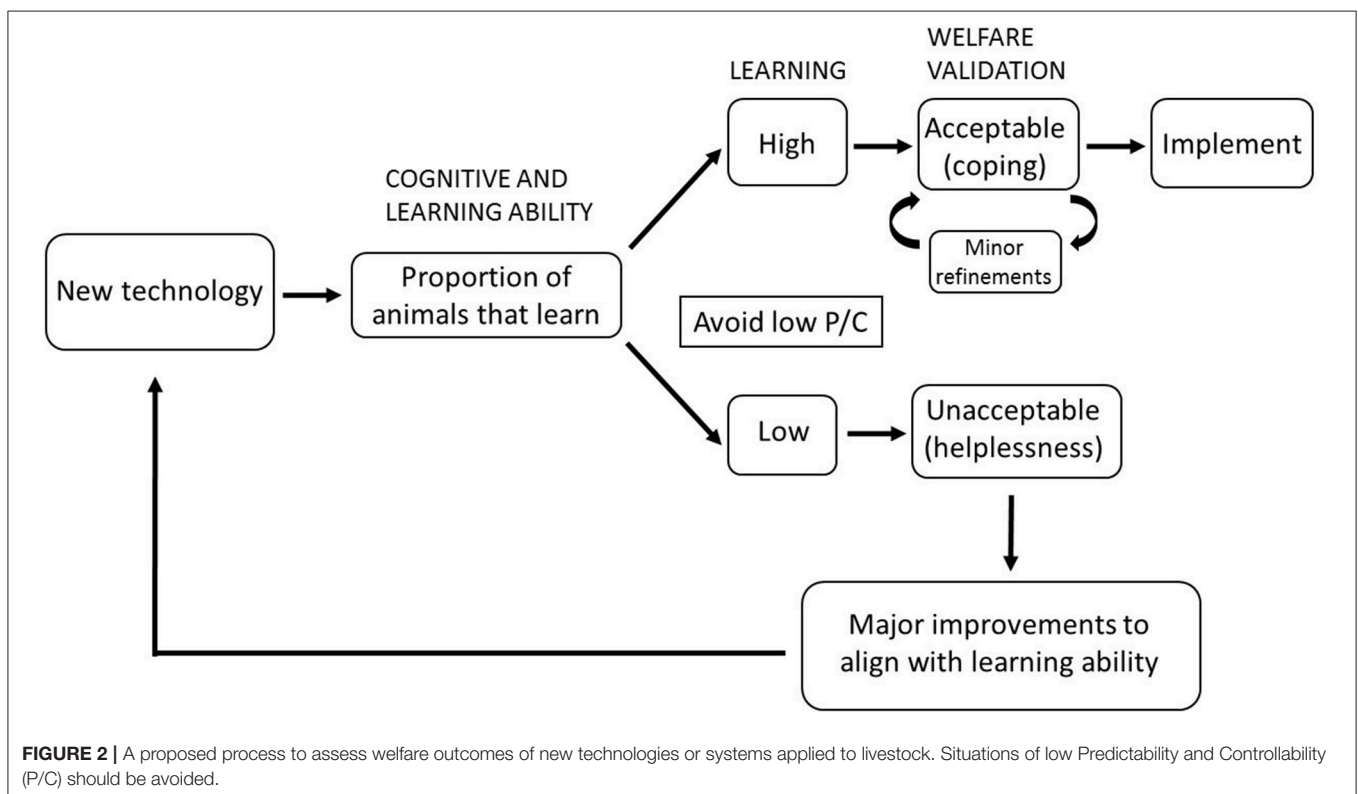 WELFARE
VALIDATION
LEARNING
High
Acceptable
(coping)
Implement
COGNITIVE AND
LEARNING ABILITY
Minor
refinements
New technology
Proportion of
animals that learn
Avoid low P/C
Low
Unacceptable
(helplessness)
Major improvements to
align with learning ability
FIGURE 2 | A proposed process to assess welfare outcomes of new technologies or systems applied to livestock. Situations of low Predictability and Controllability
(P/C) should be avoided.